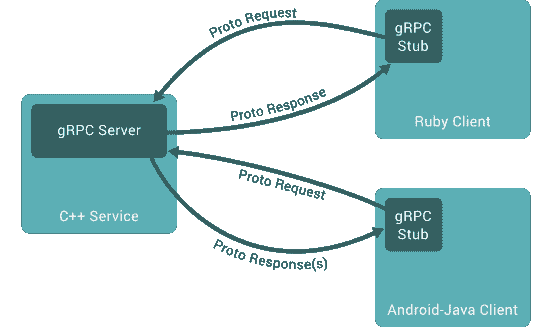 Proto Request
gRPC
Stub
Ruby Client
Proto Response
gRPC Server
C++ Service
Proto Request
gRPC
Stub
Android-Java Client
Proto Response(s)